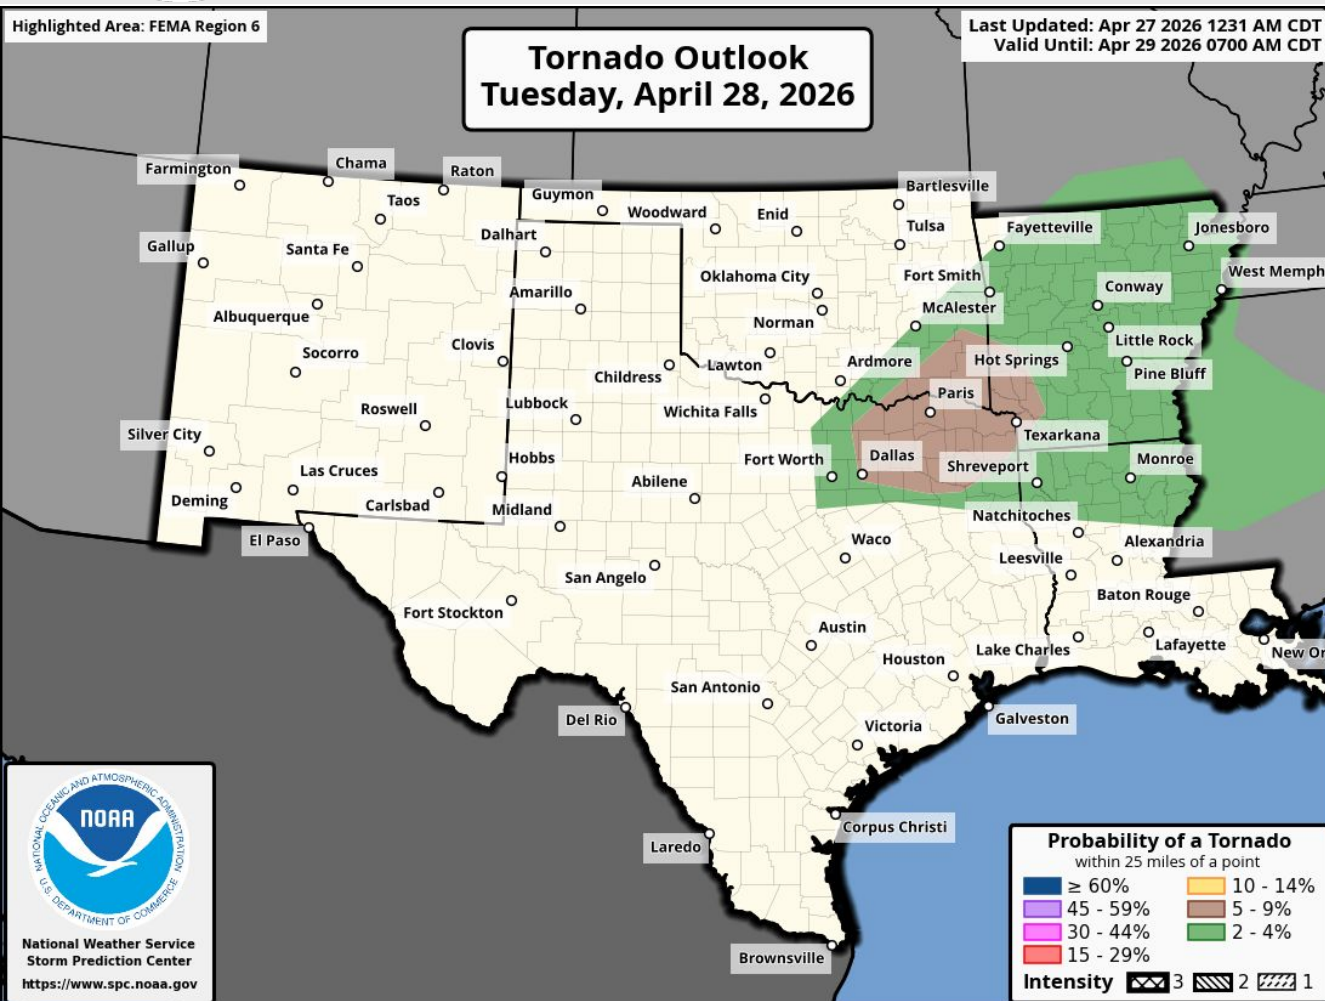 Highlighted Area: FEMA Region 6
Last Updated: Apr 27 2026 1231 AM CDT
Valid Until: Apr 29 2026 0700 AM CDT
Tornado Outlook
Tuesday, April 28, 2026
Farmington
Chama
Raton
Taos
Guymon
Woodward
Enid
Bartlesville
Tulsa
Fayetteville
Jonesboro
Gallup
Santa Fe
Dalhart
Oklahoma City
Fort Smith
West Memph
Albuquerque
Amarillo
Norman
McAlester
Conway
Little Rock
Socorro
Clovis
Childress
Lawton
Ardmore
Hot Springs
Pine Bluff
Roswell
Lubbock
Wichita Falls
Paris
Texarkana
Silver City
Las Cruces
Hobbs
Abilene
Fort Worth
Dallas
Shreveport
Monroe
Deming
Carlsbad
Midland
Natchitoches
El Paso
Waco
Leesville
Alexandria
San Angelo
Fort Stockton
Baton Rouge
Austin
Houston
Lake Charles
Lafayette
New Or
San Antonio
Del Rio
Victoria
Galveston
Laredo
Corpus Christi
Brownsville
NATIONAL OCEANIC AND ATMOSPHERIC ADMINISTRATION
NOAA
U.S. DEPARTMENT OF COMMERCE
National Weather Service
Storm Prediction Center
https://www.spc.noaa.gov
Probability of a Tornado
within 25 miles of a point
≥ 60% 10 - 14%
45 - 59% 5 - 9%
30 - 44% 2 - 4%
15 - 29%
Intensity 3 2 1